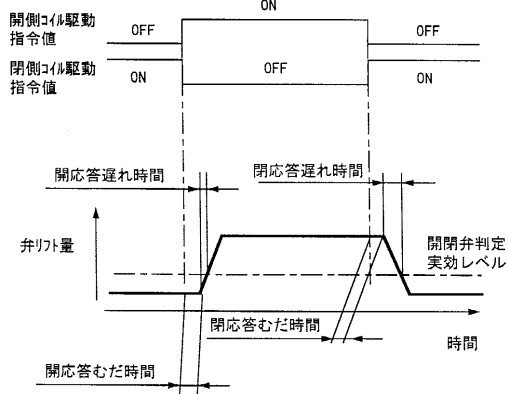 ON
開側ｺｲﾙ駆動
指令値
OFF
OFF
閉側ｺｲﾙ駆動
指令値
ON
OFF
ON
開応答遅れ時間
閉応答遅れ時間
弁ﾘﾌﾄ量
開閉弁判定
実効レベル
閉応答むだ時間
時間
開応答むだ時間